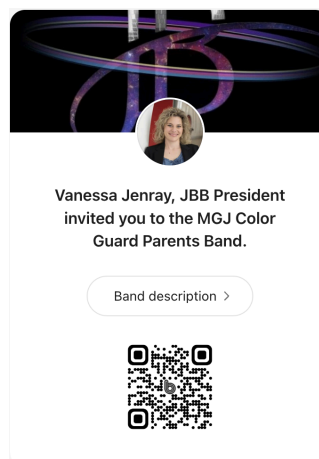 Vanessa Jenray, JBB President
invited you to the MGJ Color
Guard Parents Band.
Band description >